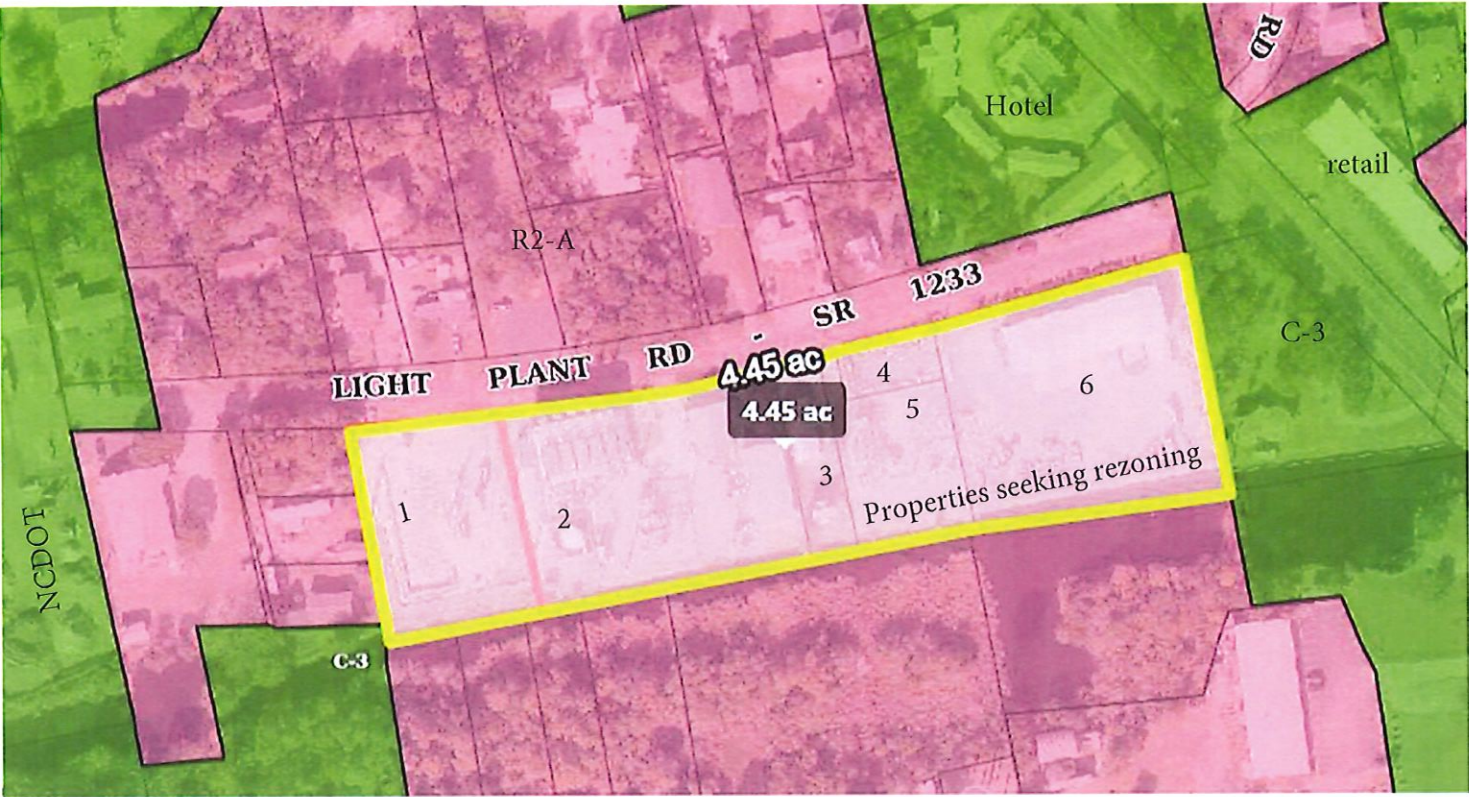 RD
Hotel
retail
R2-A
LIGHT PLANT RD - SR 1233
C-3
4.45 ac
4.45 ac
4
5
6
3
1
2
Properties seeking rezoning
NCDOT
C-3